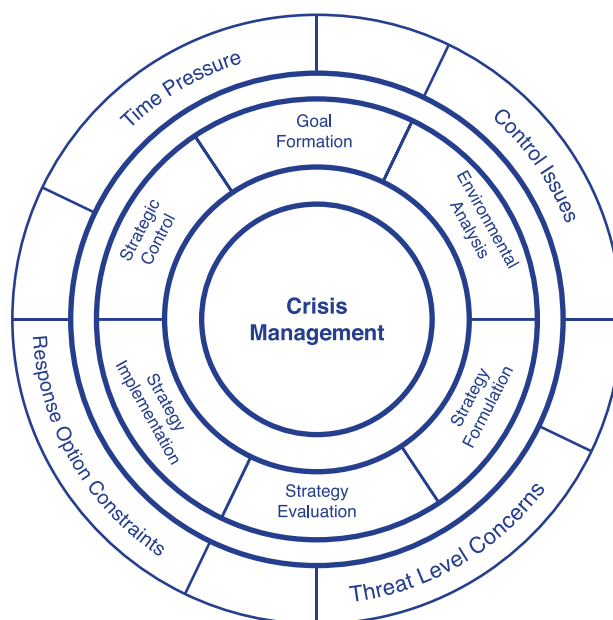 Time Pressure
Control Issues
Goal
Formation
Environmental
Analysis
Strategic
Control
Crisis
Management
Strategy
Formulation
Strategy
Implementation
Strategy
Evaluation
Response Option Constraints
Threat Level Concerns